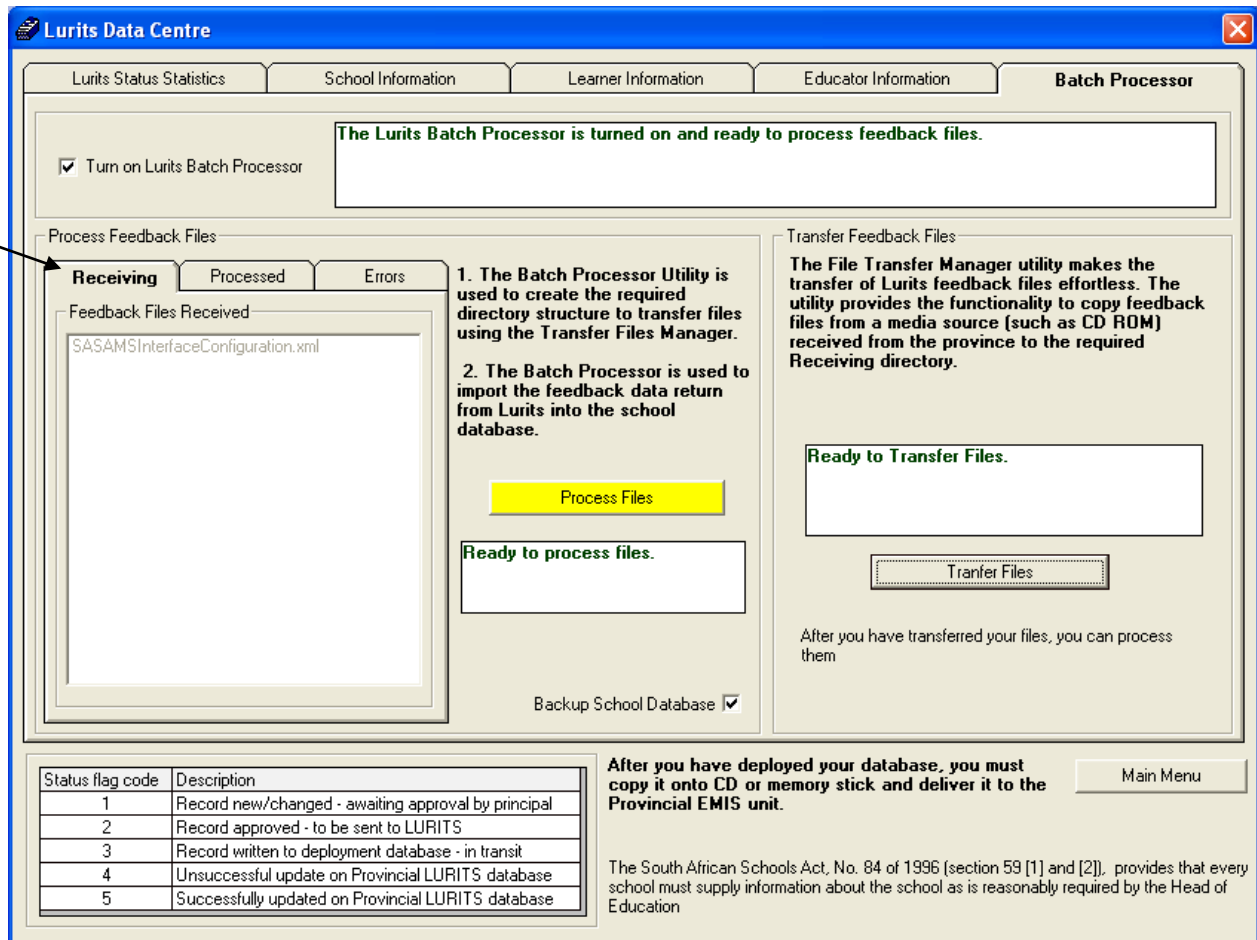 Lurits Data Centre
Lurits Status Statistics
School Information
Learner Information
Educator Information
Batch Processor
Turn on Lurits Batch Processor
The Lurits Batch Processor is turned on and ready to process feedback files.
Process Feedback Files
Receiving
Processed
Errors
Feedback Files Received
SASAMSInterfaceConfiguration.xml
1. The Batch Processor Utility is
used to create the required
directory structure to transfer files
using the Transfer Files Manager.
2. The Batch Processor is used to
import the feedback data return
from Lurits into the school
database.
Process Files
Ready to process files.
Backup School Database
Transfer Feedback Files
The File Transfer Manager utility makes the
transfer of Lurits feedback files effortless. The
utility provides the functionality to copy feedback
files from a media source (such as CD ROM)
received from the province to the required
Receiving directory.
Ready to Transfer Files.
Tranfer Files
After you have transferred your files, you can process
them
Status flag code Description
1 Record new/changed - awaiting approval by principal
2 Record approved - to be sent to LURITS
3 Record written to deployment database - in transit
4 Unsuccessful update on Provincial LURITS database
5 Successfully updated on Provincial LURITS database
After you have deployed your database, you must
copy it onto CD or memory stick and deliver it to the
Provincial EMIS unit.
Main Menu
The South African Schools Act, No. 84 of 1996 (section 59 [1] and [2]), provides that every
school must supply information about the school as is reasonably required by the Head of
Education